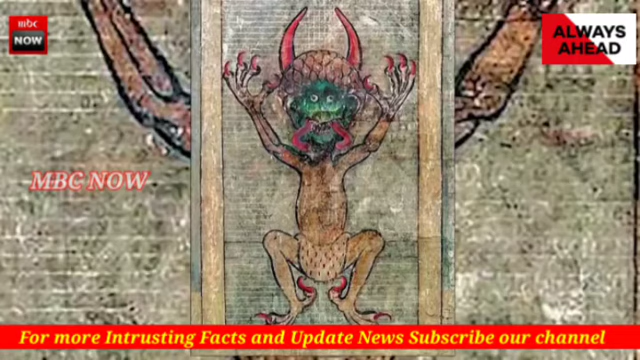 mbc
NOW
ALWAYS
AHEAD
MBC NOW
For more Intrusting Facts and Update News Subscribe our channel